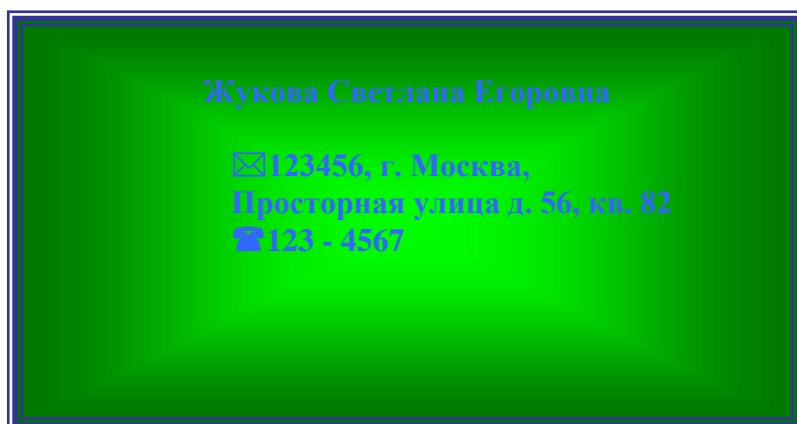 Жукова Светлана Егоровна
✉123456, г. Москва,
Просторная улица д. 56, кв. 82
☎123 - 4567